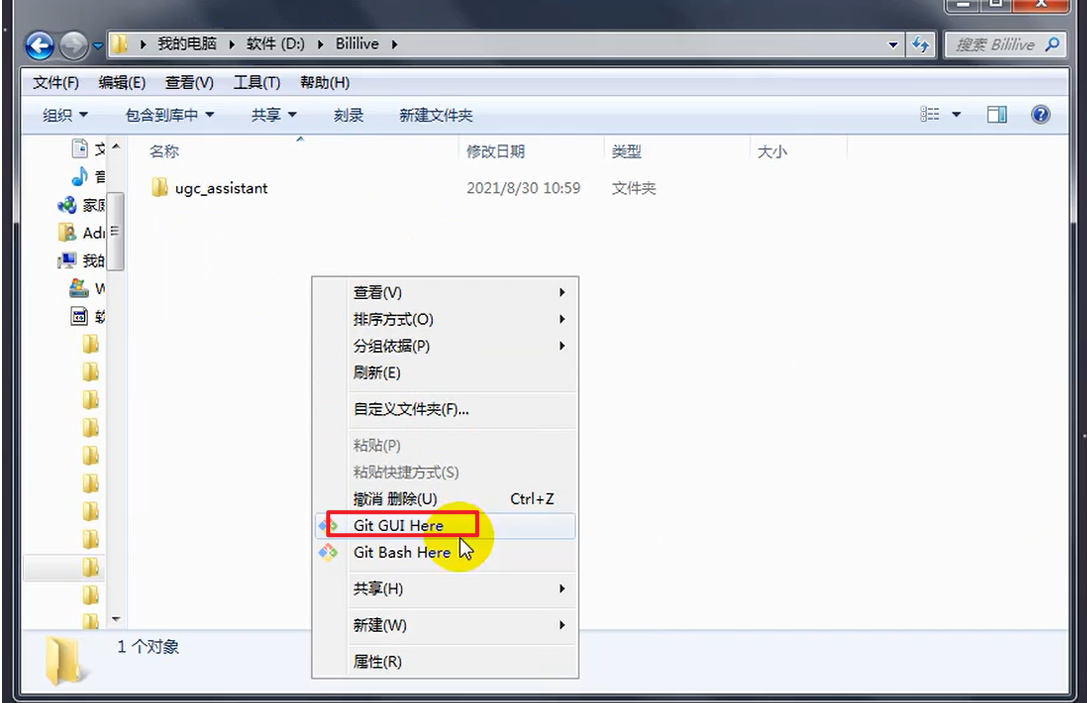 我的电脑 软件 (D:) Bililive
搜索 Bililive
文件(F) 编辑(E) 查看(V) 工具(T) 帮助(H)
组织 包含到库中 共享 刻录 新建文件夹
名称 修改日期 类型 大小
ugc_assistant 2021/8/30 10:59 文件夹
文
音
家庭
Adm
我的
W
软
查看(V)
排序方式(O)
分组依据(P)
刷新(E)
自定义文件夹(F)...
粘贴(P)
粘贴快捷方式(S)
撤消 删除(U) Ctrl+Z
Git GUI Here
Git Bash Here
共享(H)
新建(W)
属性(R)
1 个对象